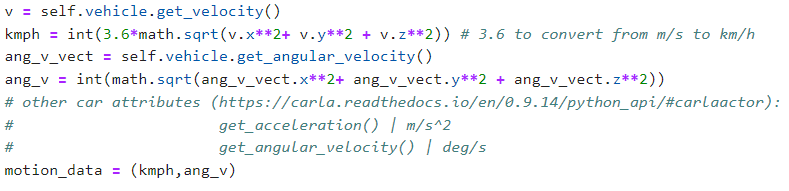 v = self.vehicle.get_velocity()
kmph = int(3.6*math.sqrt(v.x**2+ v.y**2 + v.z**2)) # 3.6 to convert from m/s to km/h
ang_v_vect = self.vehicle.get_angular_velocity()
ang_v = int(math.sqrt(ang_v_vect.x**2+ ang_v_vect.y**2 + ang_v_vect.z**2))
# other car attributes (https://carla.readthedocs.io/en/0.9.14/python_api/#carlaactor):
#               get_acceleration() | m/s^2
#               get_angular_velocity() | deg/s
motion_data = (kmph,ang_v)